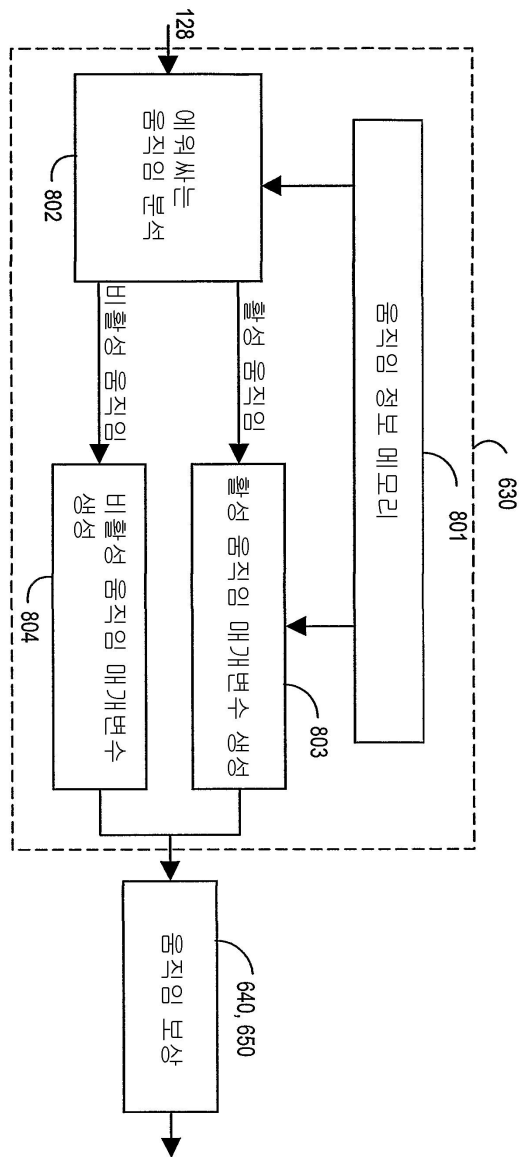 630
801
움직임 정보 메모리
128
에워싸는
움직임 분석
802
활성 움직임
비활성 움직임
803
활성 움직임 매개변수 생성
비활성 움직임 매개변수
생성
804
640, 650
움직임 보상